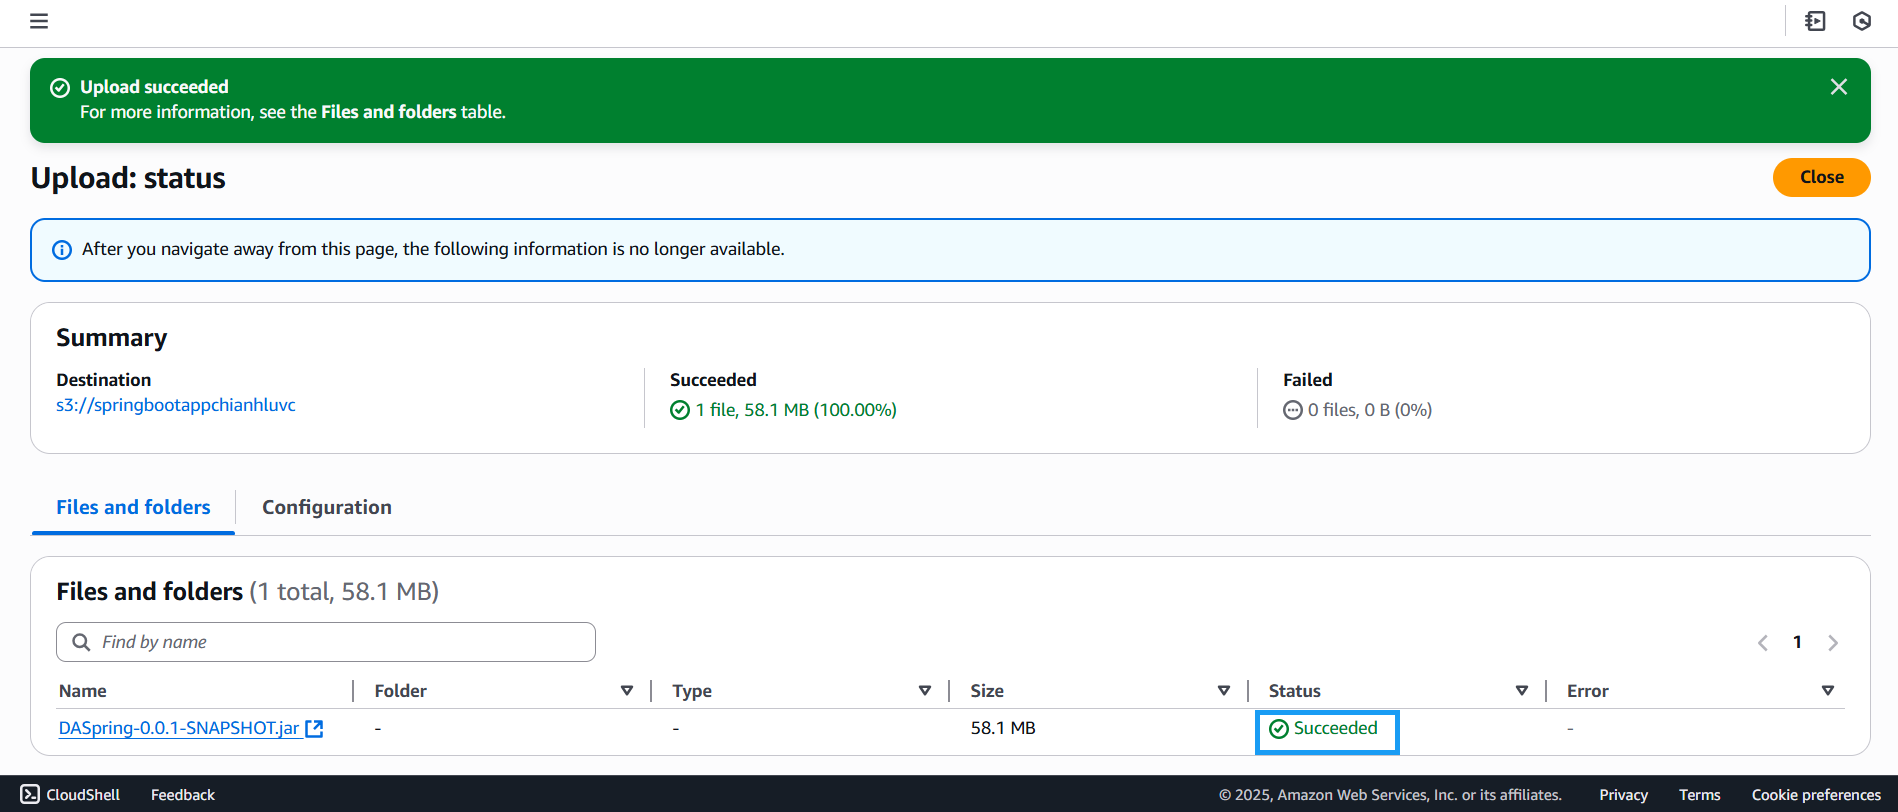 Upload succeeded
For more information, see the Files and folders table.
Upload: status
Close
After you navigate away from this page, the following information is no longer available.
Summary
Destination
s3://springbootappchianhluvc
Succeeded
1 file, 58.1 MB (100.00%)
Failed
0 files, 0 B (0%)
Files and folders
Configuration
Files and folders (1 total, 58.1 MB)
Find by name
1
Name Folder Type Size Status Error
DASpring-0.0.1-SNAPSHOT.jar - - 58.1 MB Succeeded -
CloudShell Feedback © 2025, Amazon Web Services, Inc. or its affiliates. Privacy Terms Cookie preferences